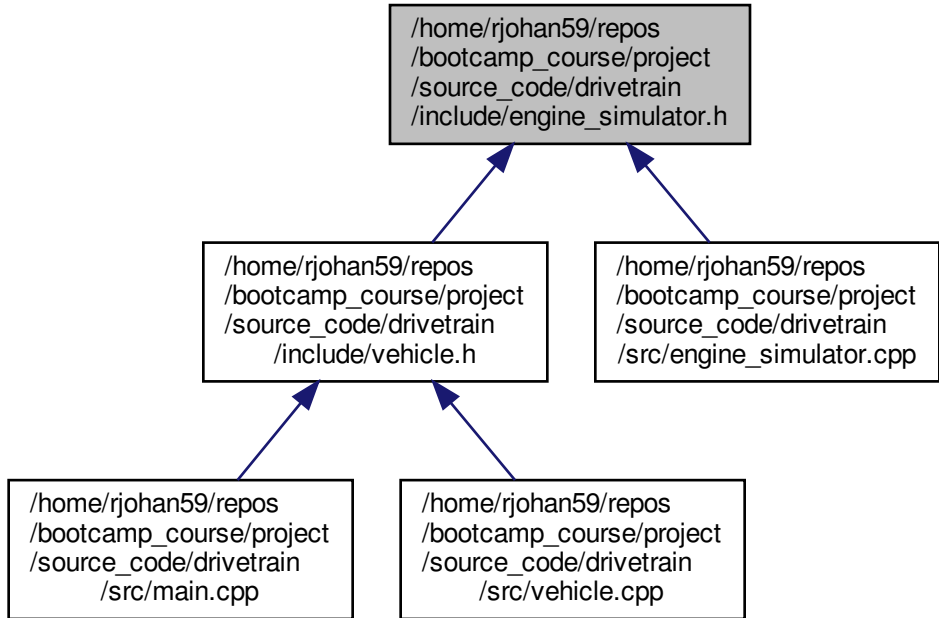 /home/rjohan59/repos
/bootcamp_course/project
/source_code/drivetrain
/include/engine_simulator.h
/home/rjohan59/repos
/bootcamp_course/project
/source_code/drivetrain
/include/vehicle.h
/home/rjohan59/repos
/bootcamp_course/project
/source_code/drivetrain
/src/engine_simulator.cpp
/home/rjohan59/repos
/bootcamp_course/project
/source_code/drivetrain
/src/main.cpp
/home/rjohan59/repos
/bootcamp_course/project
/source_code/drivetrain
/src/vehicle.cpp